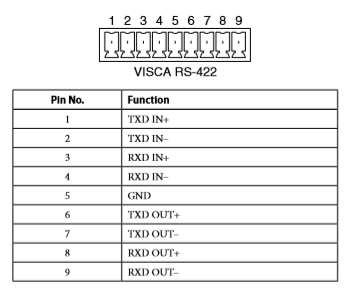 1 2 3 4 5 6 7 8 9
VISCA RS-422
Pin No. Function
1 TXD IN+
2 TXD IN–
3 RXD IN+
4 RXD IN–
5 GND
6 TXD OUT+
7 TXD OUT–
8 RXD OUT+
9 RXD OUT–